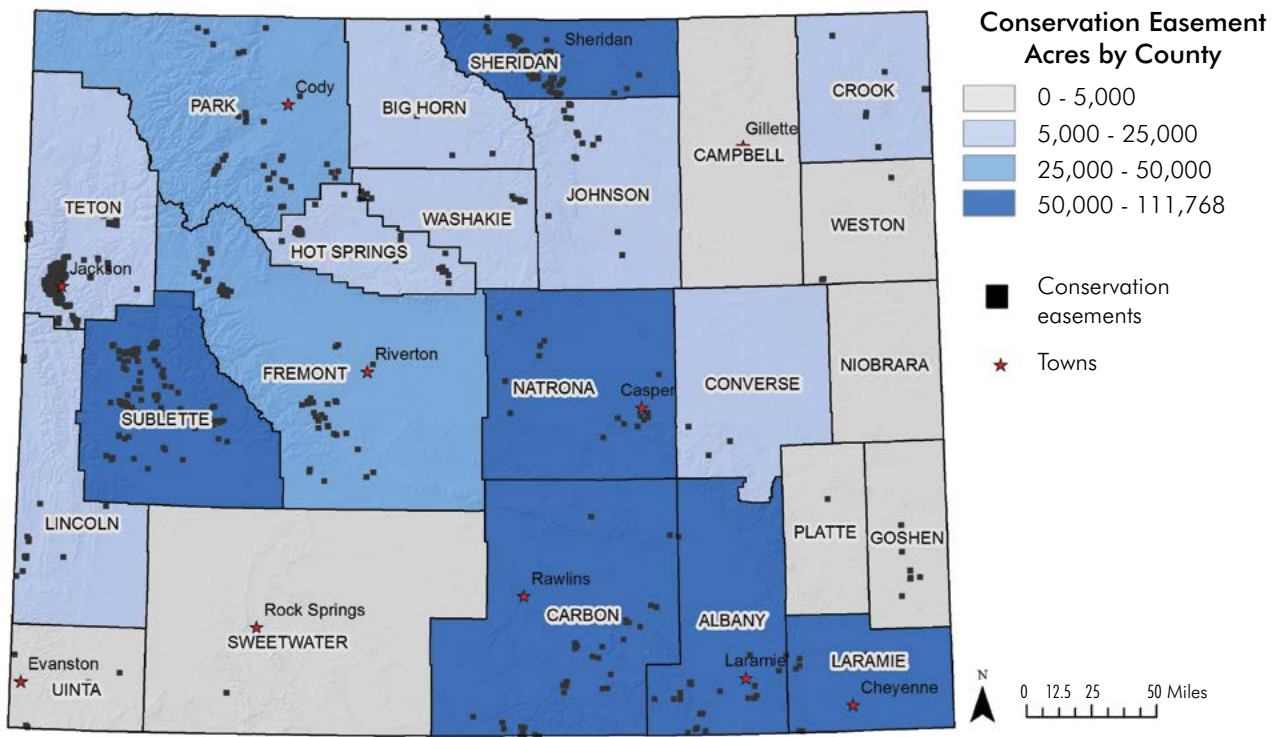 Conservation Easement
Acres by County
0 - 5,000
5,000 - 25,000
25,000 - 50,000
50,000 - 111,768
Conservation
easements
Towns
Sheridan
SHERIDAN
CROOK
Cody
PARK
BIG HORN
Gillette
CAMPBELL
JOHNSON
TETON
WASHAKIE
WESTON
HOT SPRINGS
Jackson
Riverton
FREMONT
NATRONA
Casper
CONVERSE
NIOBRARA
SUBLETTE
LINCOLN
PLATTE
GOSHEN
Rawlins
CARBON
Rock Springs
SWEETWATER
ALBANY
Evanston
UINTA
Laramie
LARAMIE
Cheyenne
N
0 12.5 25 50 Miles